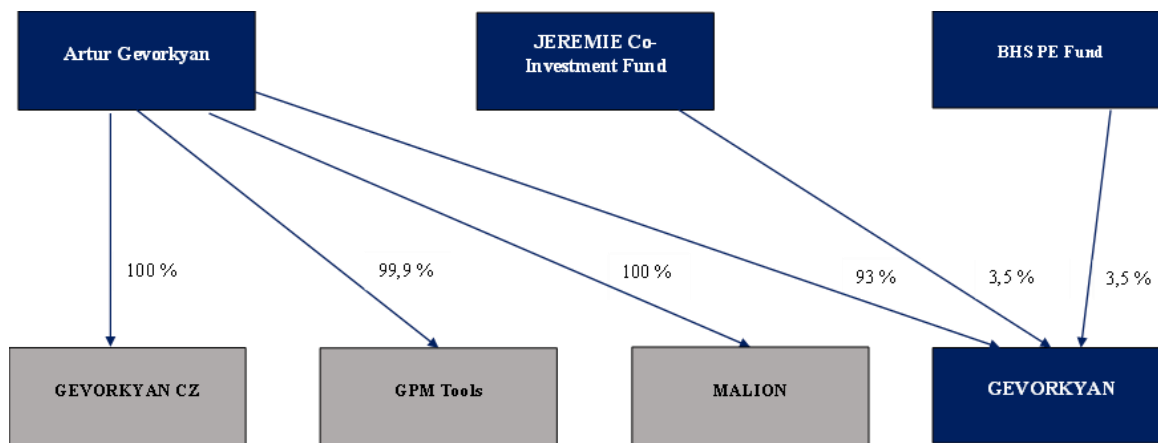 Artur Gevorkyan
JEREMIE Co-
Investment Fund
BHS PE Fund
100 %
99,9 %
100 %
93 %
3,5 %
3,5 %
GEVORKYAN CZ
GPM Tools
MALION
GEVORKYAN